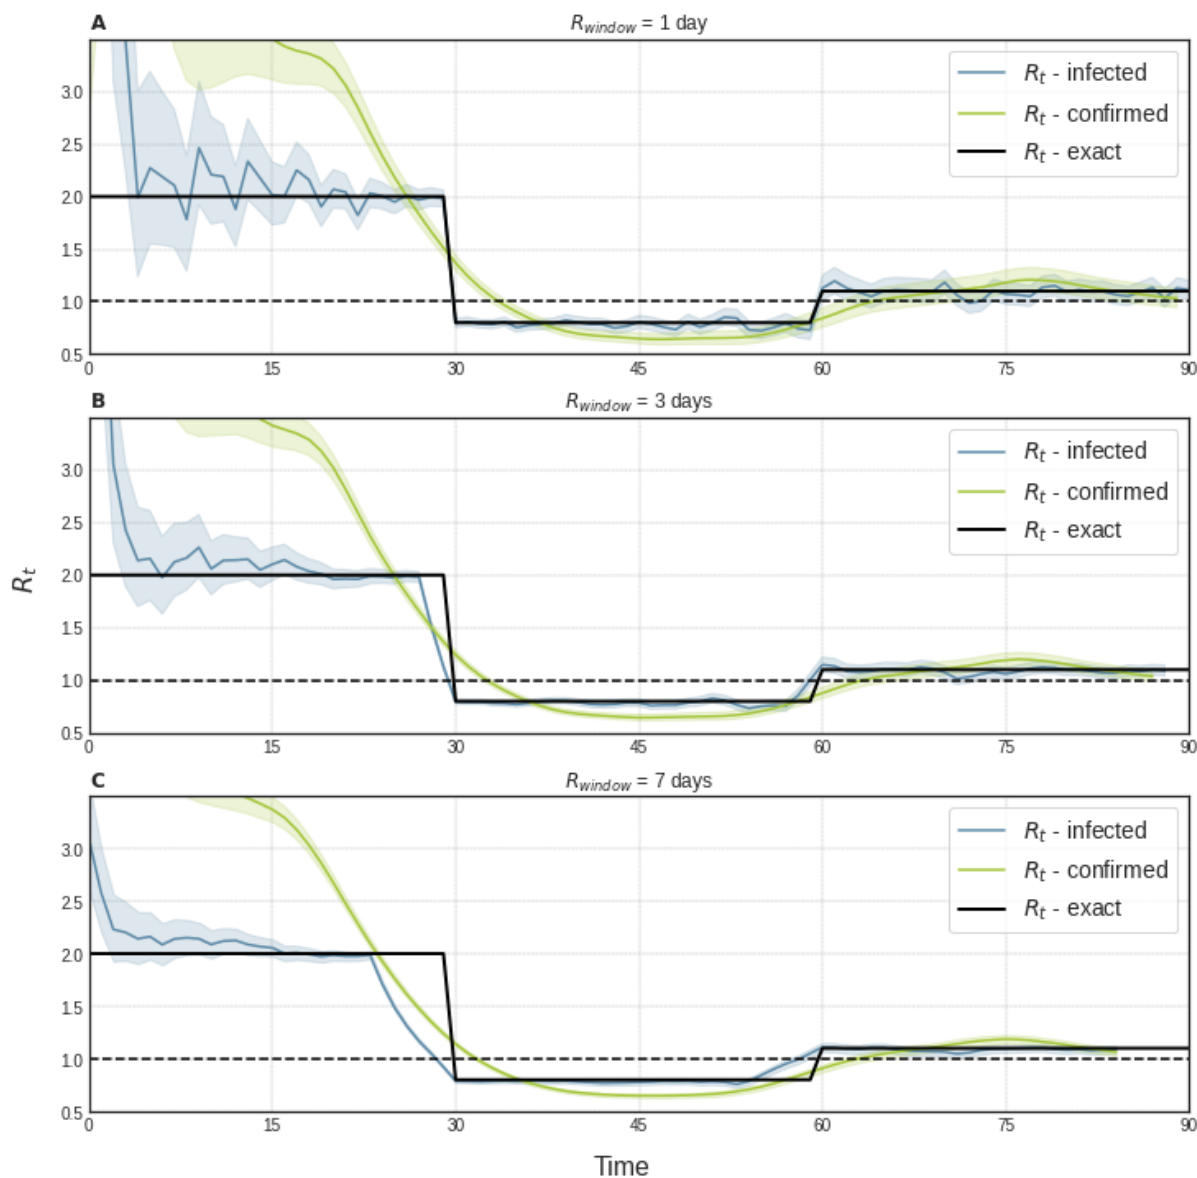 A
R_window = 1 day
3.0
2.5
2.0
1.5
1.0
0.5
R_t - infected
R_t - confirmed
R_t - exact
0 15 30 45 60 75 90
B
R_window = 3 days
3.0
2.5
2.0
1.5
1.0
0.5
R_t
R_t - infected
R_t - confirmed
R_t - exact
0 15 30 45 60 75 90
C
R_window = 7 days
3.0
2.5
2.0
1.5
1.0
0.5
R_t - infected
R_t - confirmed
R_t - exact
0 15 30 45 60 75 90
Time